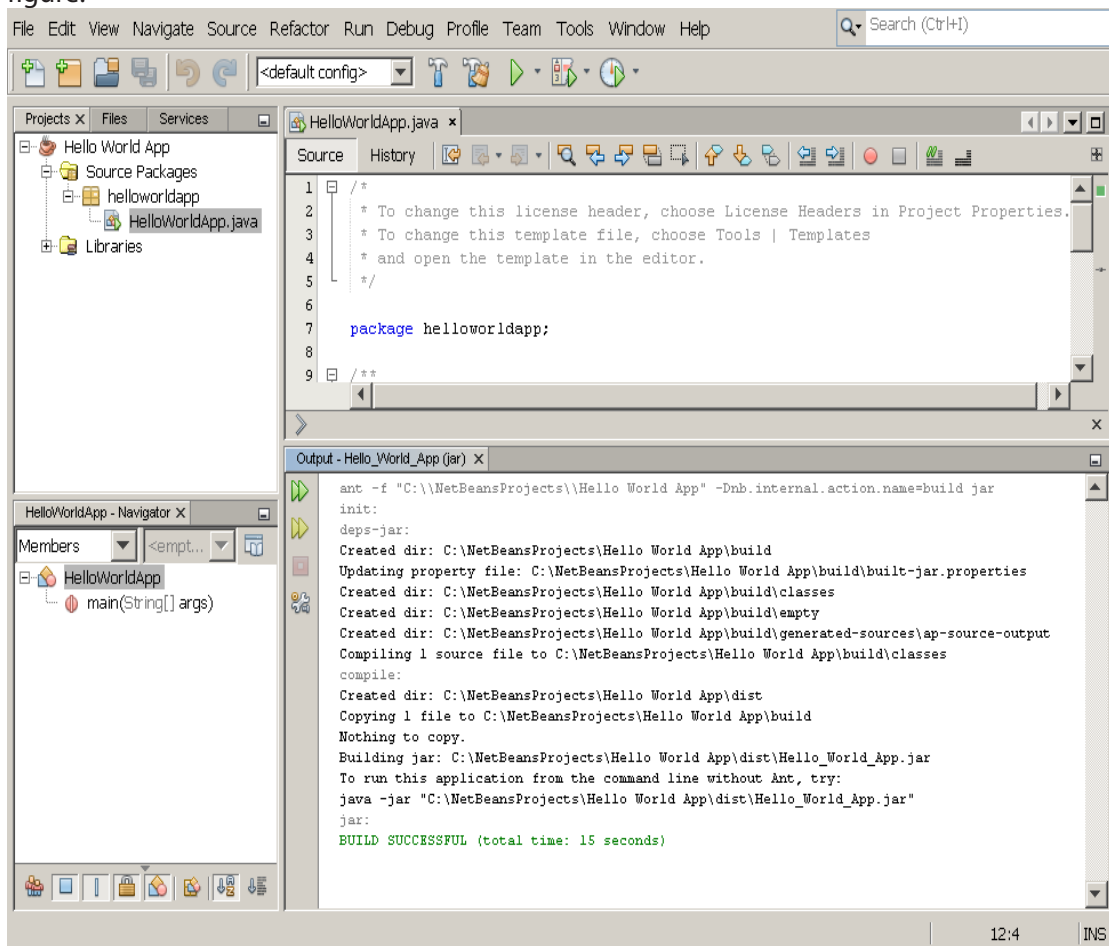 figure.
File Edit View Navigate Source Refactor Run Debug Profile Team Tools Window Help
Search (Ctrl+I)
<default config>
Projects Files Services
Hello World App
Source Packages
helloworldapp
HelloWorldApp.java
Libraries
HelloWorldApp.java
Source History
1 /*
2 * To change this license header, choose License Headers in Project Properties.
3 * To change this template file, choose Tools | Templates
4 * and open the template in the editor.
5 */
6
7 package helloworldapp;
8
9 /**
HelloWorldApp - Navigator
Members <empt...
HelloWorldApp
main(String[] args)
Output - Hello_World_App (jar)
ant -f "C:\\NetBeansProjects\\Hello World App" -Dnb.internal.action.name=build jar
init:
deps-jar:
Created dir: C:\NetBeansProjects\Hello World App\build
Updating property file: C:\NetBeansProjects\Hello World App\build\built-jar.properties
Created dir: C:\NetBeansProjects\Hello World App\build\classes
Created dir: C:\NetBeansProjects\Hello World App\build\empty
Created dir: C:\NetBeansProjects\Hello World App\build\generated-sources\ap-source-output
Compiling 1 source file to C:\NetBeansProjects\Hello World App\build\classes
compile:
Created dir: C:\NetBeansProjects\Hello World App\dist
Copying 1 file to C:\NetBeansProjects\Hello World App\build
Nothing to copy.
Building jar: C:\NetBeansProjects\Hello World App\dist\Hello_World_App.jar
To run this application from the command line without Ant, try:
java -jar "C:\NetBeansProjects\Hello World App\dist\Hello_World_App.jar"
jar:
BUILD SUCCESSFUL (total time: 15 seconds)
12:4 INS